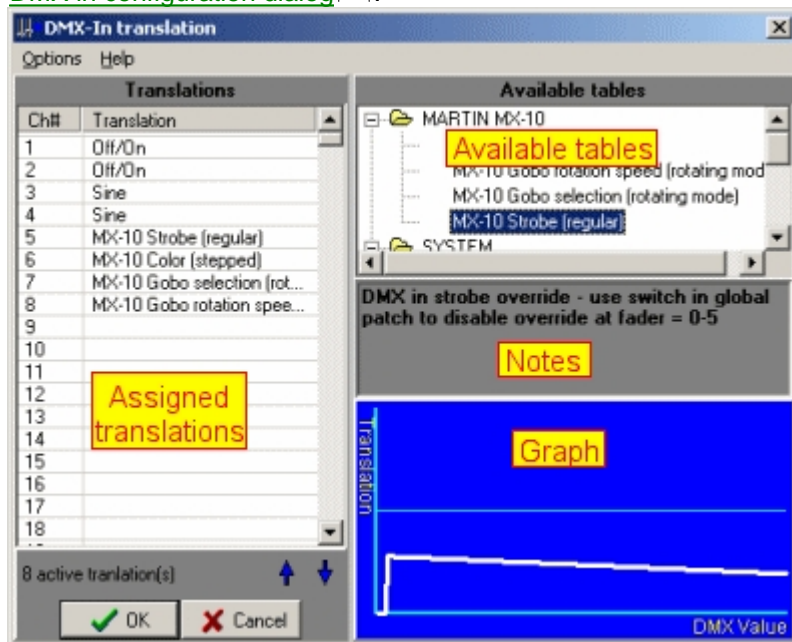 DMX-In configuration dialog
DMX-In translation
Options Help
Translations
Ch# Translation
1 Off/On
2 Off/On
3 Sine
4 Sine
5 MX-10 Strobe (regular)
6 MX-10 Color (stepped)
7 MX-10 Gobo selection (rot...
8 MX-10 Gobo rotation spee...
9
10
11
12
13
14
15
16
17
18
Assigned
translations
8 active tranlation(s)
OK Cancel
Available tables
MARTIN MX-10
Available tables
MX-10 Gobo rotation speed (rotating mod
MX-10 Gobo selection (rotating mode)
MX-10 Strobe (regular)
SYSTEM
DMX in strobe override - use switch in global
patch to disable override at fader = 0-5
Notes
Translation
Graph
DMX Value